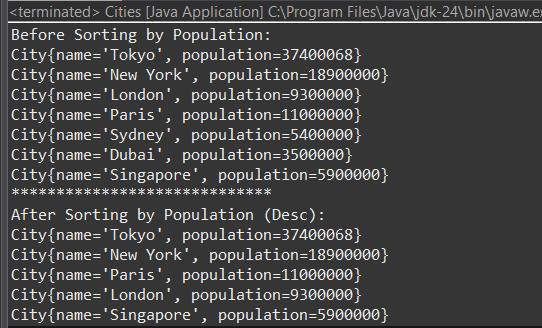 <terminated> Cities [Java Application] C:\Program Files\Java\jdk-24\bin\javaw.e
Before Sorting by Population:
City{name='Tokyo', population=37400068}
City{name='New York', population=18900000}
City{name='London', population=9300000}
City{name='Paris', population=11000000}
City{name='Sydney', population=5400000}
City{name='Dubai', population=3500000}
City{name='Singapore', population=5900000}
*****************************
After Sorting by Population (Desc):
City{name='Tokyo', population=37400068}
City{name='New York', population=18900000}
City{name='Paris', population=11000000}
City{name='London', population=9300000}
City{name='Singapore', population=5900000}